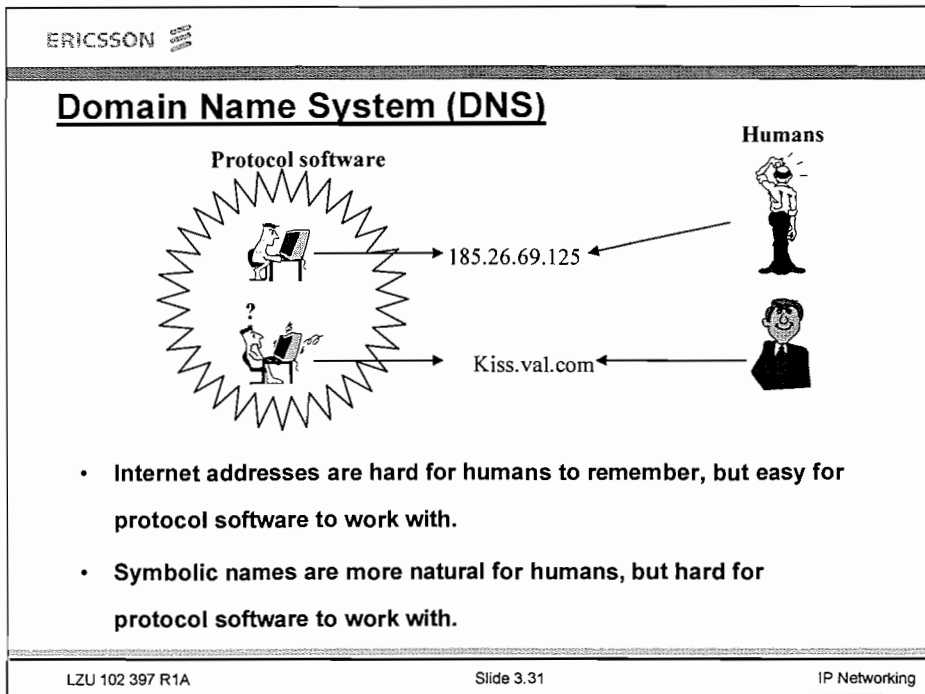 ERICSSON
Domain Name System (DNS)
Humans
Protocol software
185.26.69.125
?
Kiss.val.com
• Internet addresses are hard for humans to remember, but easy for
protocol software to work with.
• Symbolic names are more natural for humans, but hard for
protocol software to work with.
LZU 102 397 R1A Slide 3.31 IP Networking